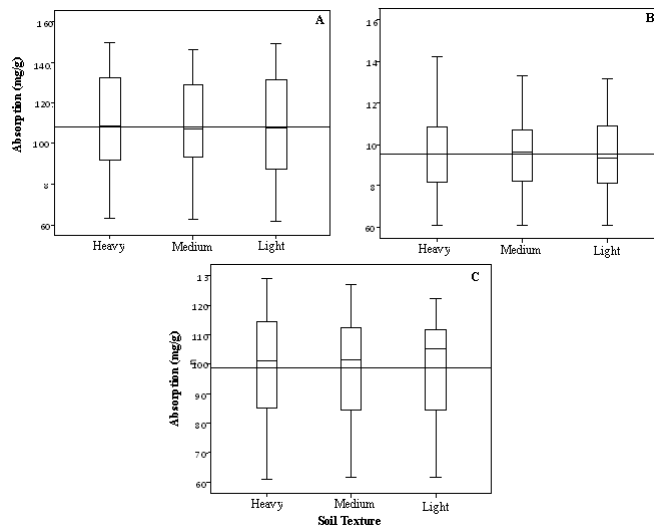 A
Absorption (mg/g)
160
140
120
100
8
60
Heavy Medium Light
B
16
14
12
10
8
60
Heavy Medium Light
C
Absorption (mg/g)
13
120
110
100
90
80
70
60
Heavy Medium Light
Soil Texture